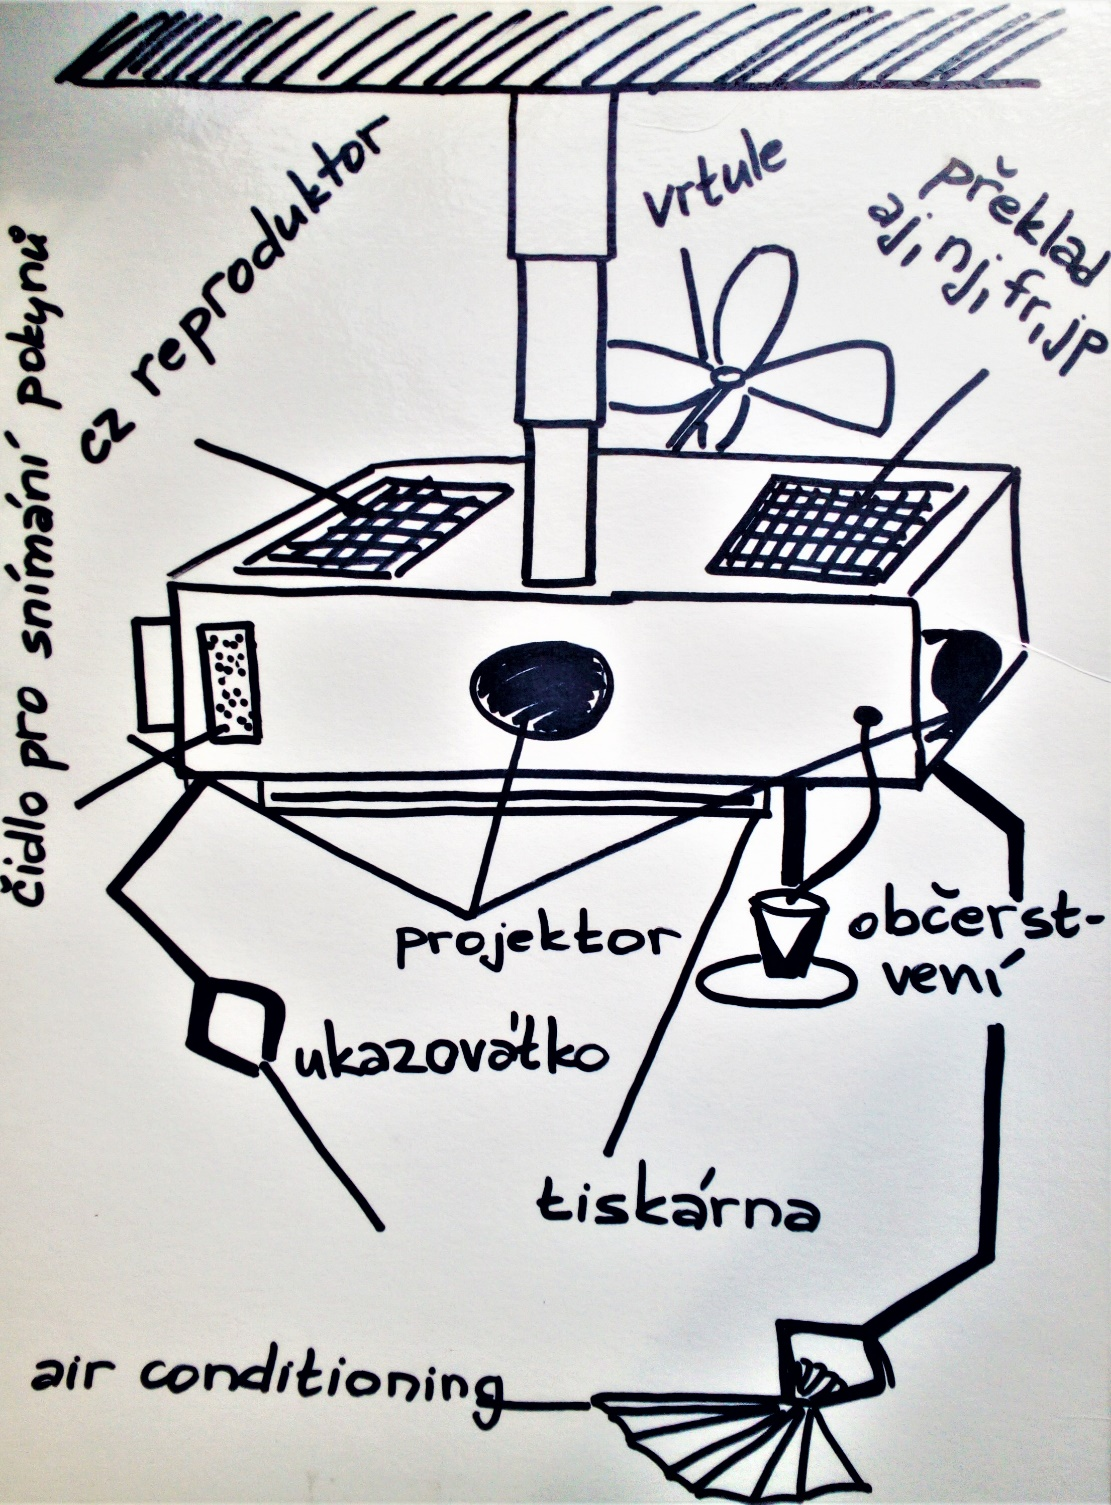 čidlo pro snímání pokynů
cz reproduktor
vrtule
překlad
aj, nj, fr, jp
projektor
občerst-
vení
ukazovátko
tiskárna
air conditioning